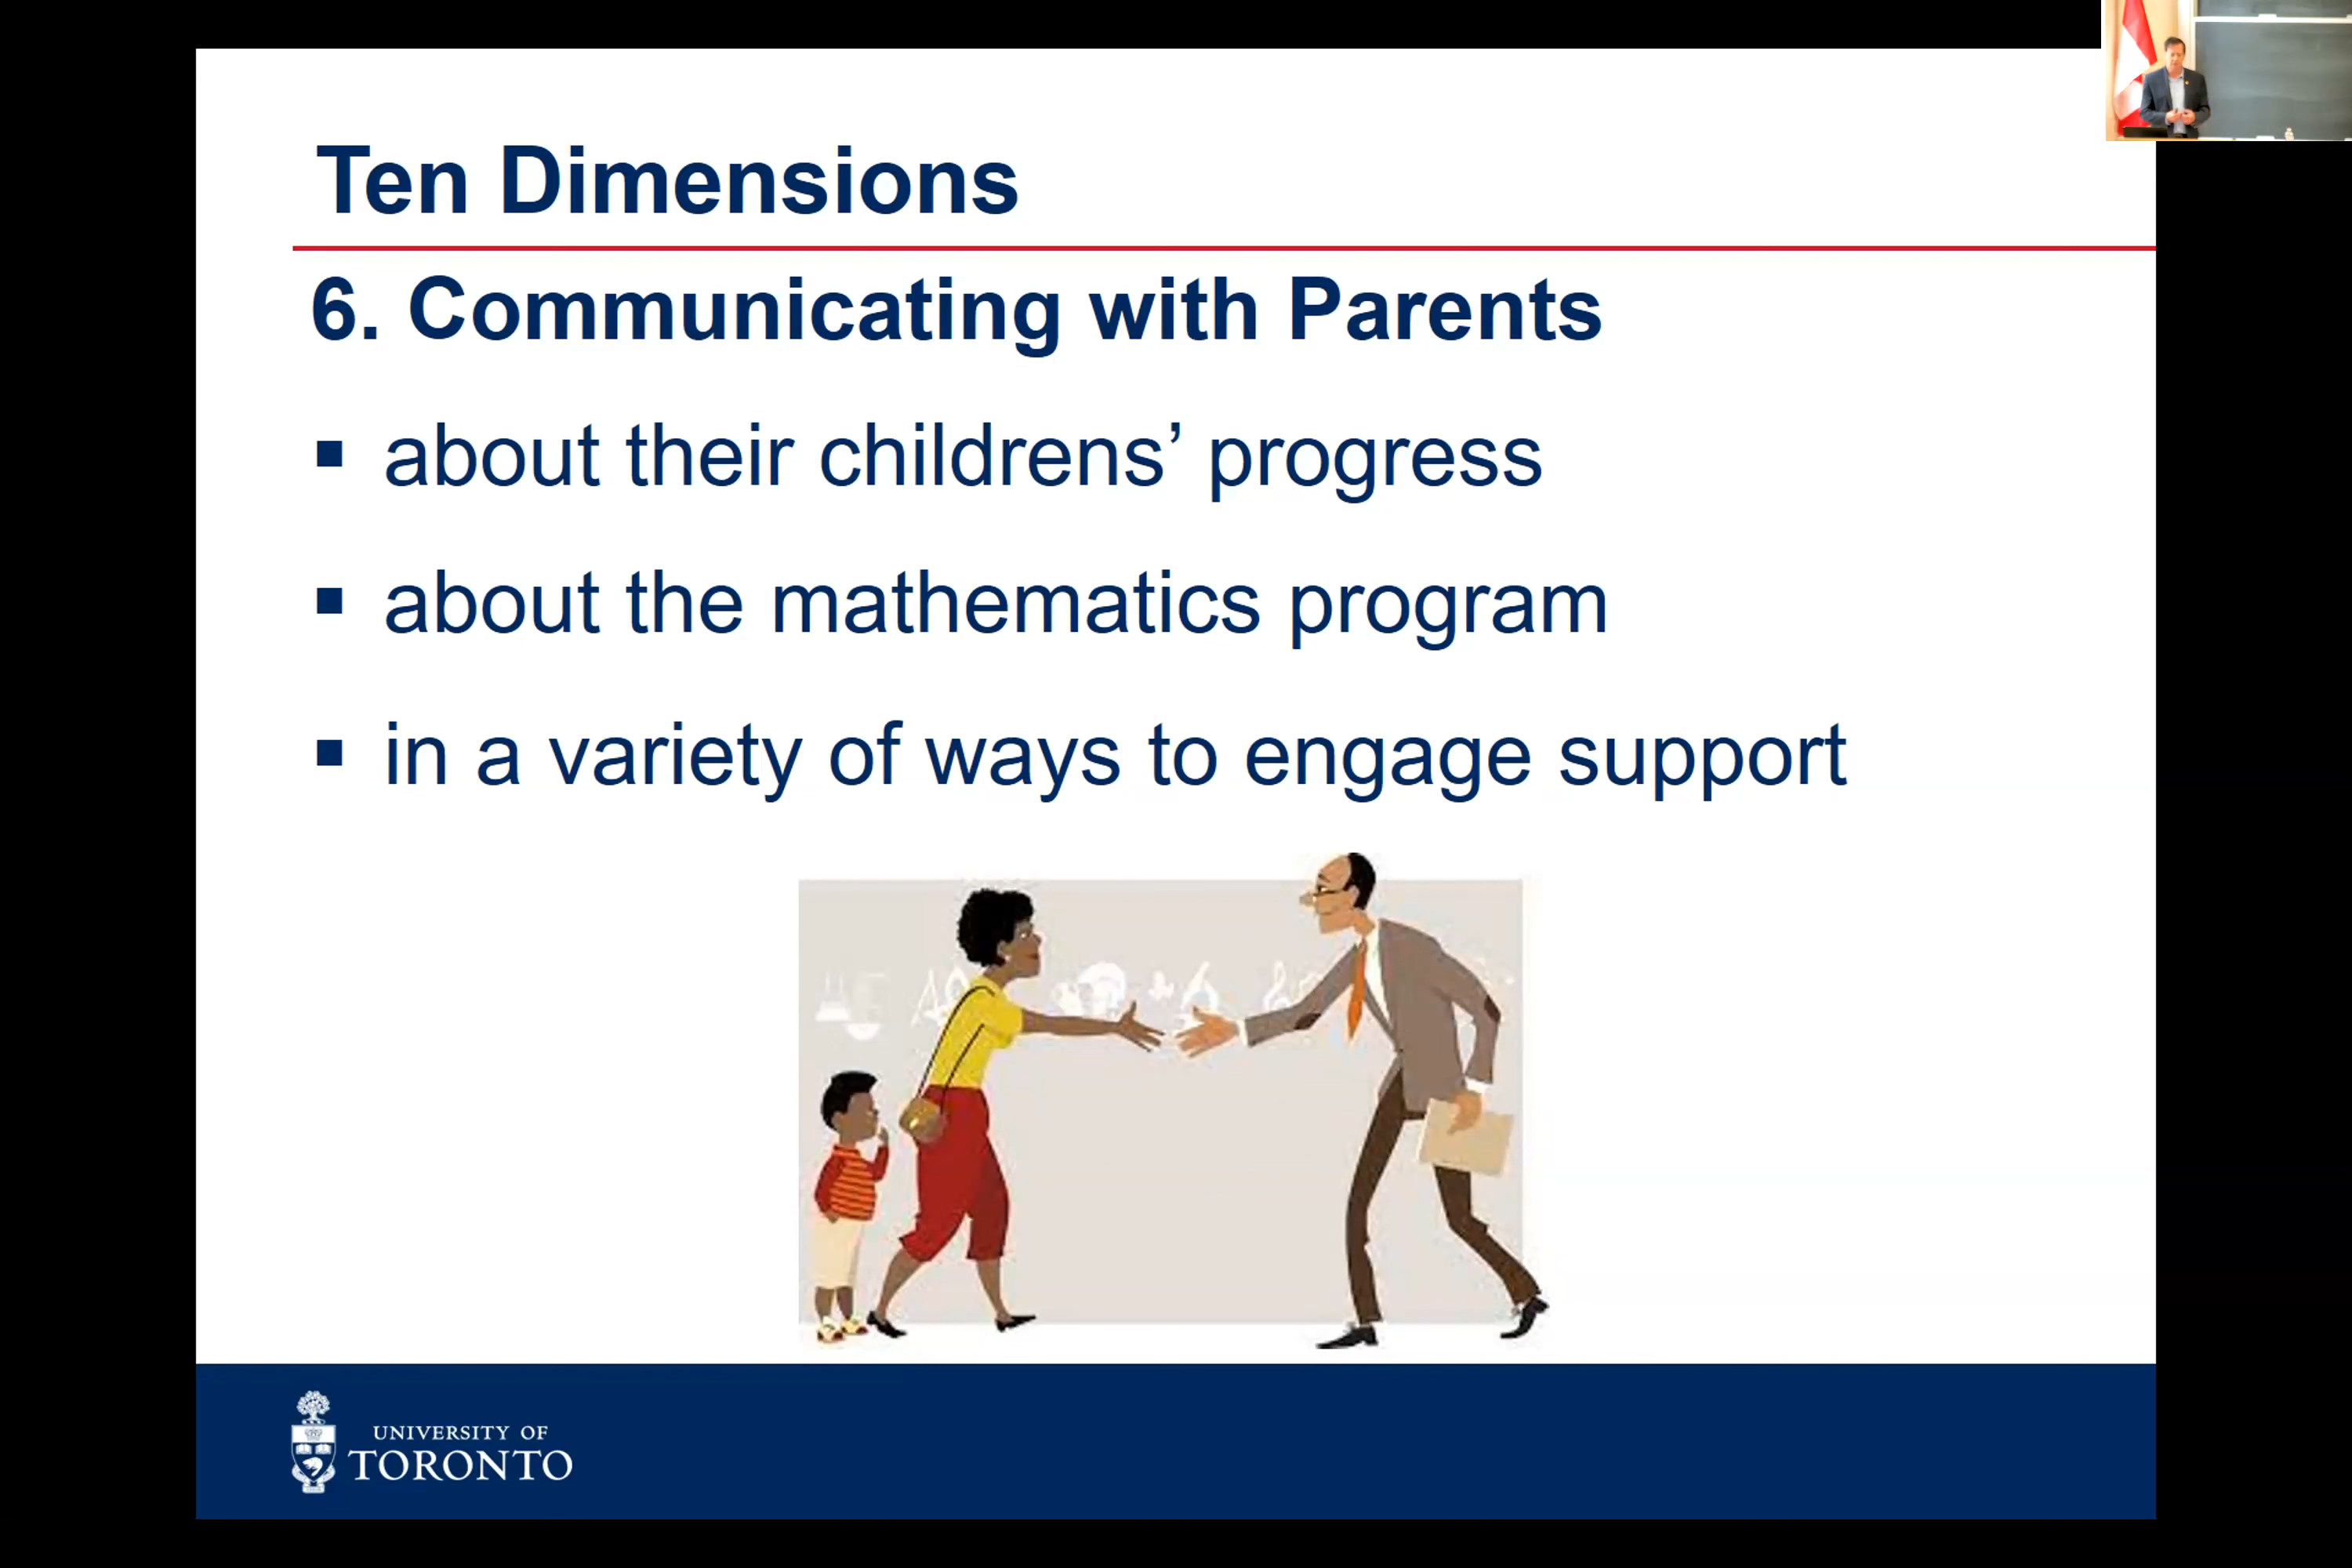 Ten Dimensions
6. Communicating with Parents
▪ about their childrens’ progress
▪ about the mathematics program
▪ in a variety of ways to engage support
UNIVERSITY OF
TORONTO